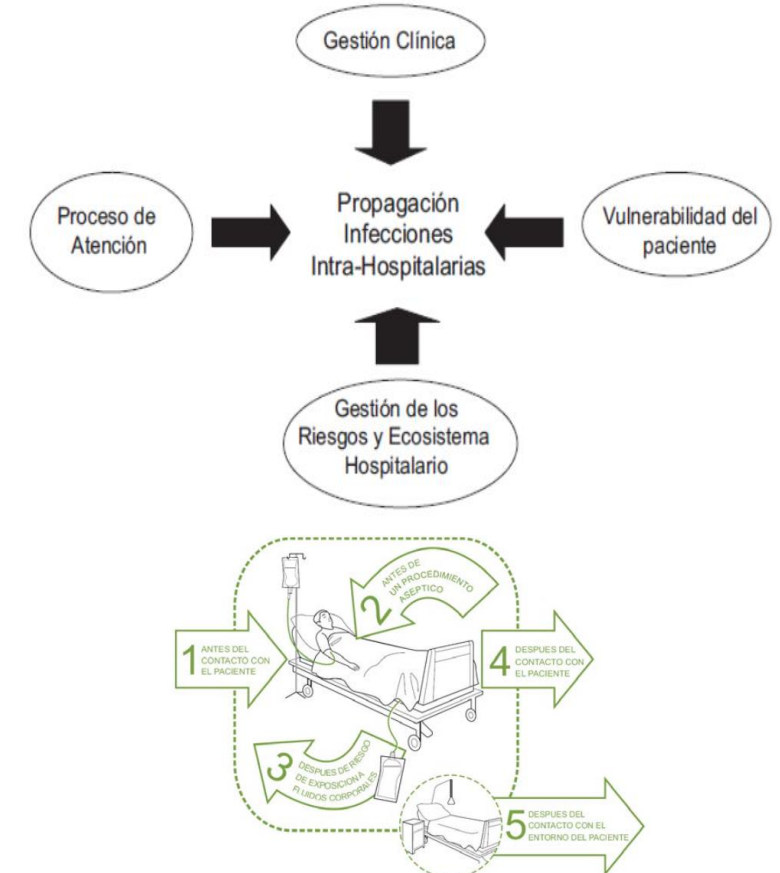 Gestión Clínica
Proceso de
Atención
Propagación
Infecciones
Intra-Hospitalarias
Vulnerabilidad del
paciente
Gestión de los
Riesgos y Ecosistema
Hospitalario
1
ANTES DEL
CONTACTO CON
EL PACIENTE
2
ANTES DE
UN PROCEDIMIENTO
ASEPTICO
3
DESPUES DE RIESGO
DE EXPOSICION A
FLUIDOS CORPORALES
4
DESPUES DEL
CONTACTO CON
EL PACIENTE
5
DESPUES DEL
CONTACTO CON EL
ENTORNO DEL PACIENTE